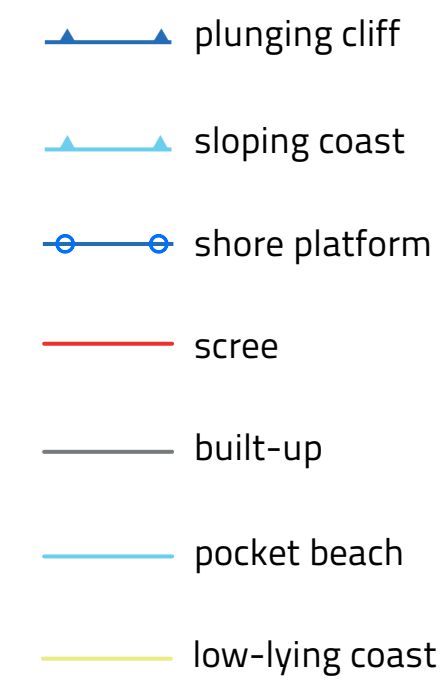 plunging cliff
sloping coast
shore platform
scree
built-up
pocket beach
low-lying coast